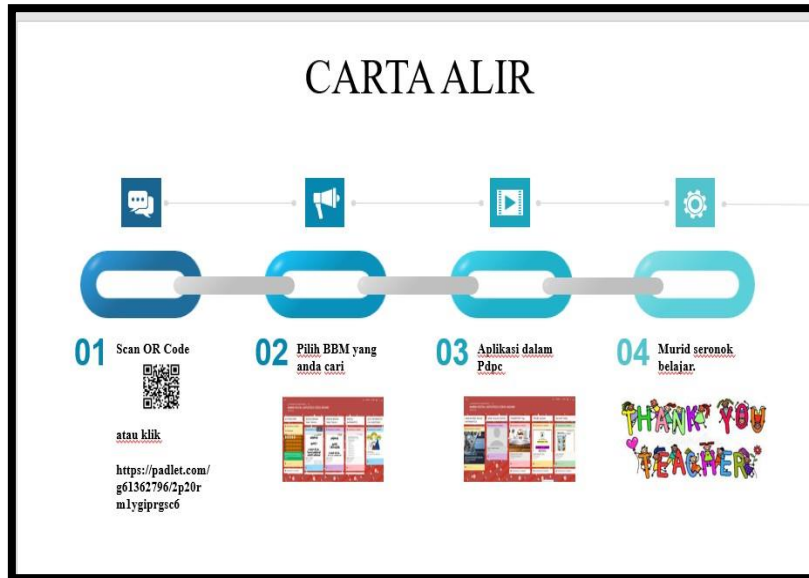 CARTA ALIR
01
Scan OR Code
atau klik
https://padlet.com/
g61362796/2p20r
m1ygiprgsc6
02
Pilih BBM yang
anda cari
03
Aplikasi dalam
Pdpc
04
Murid seronok
belajar.
THANK YOU
TEACHER